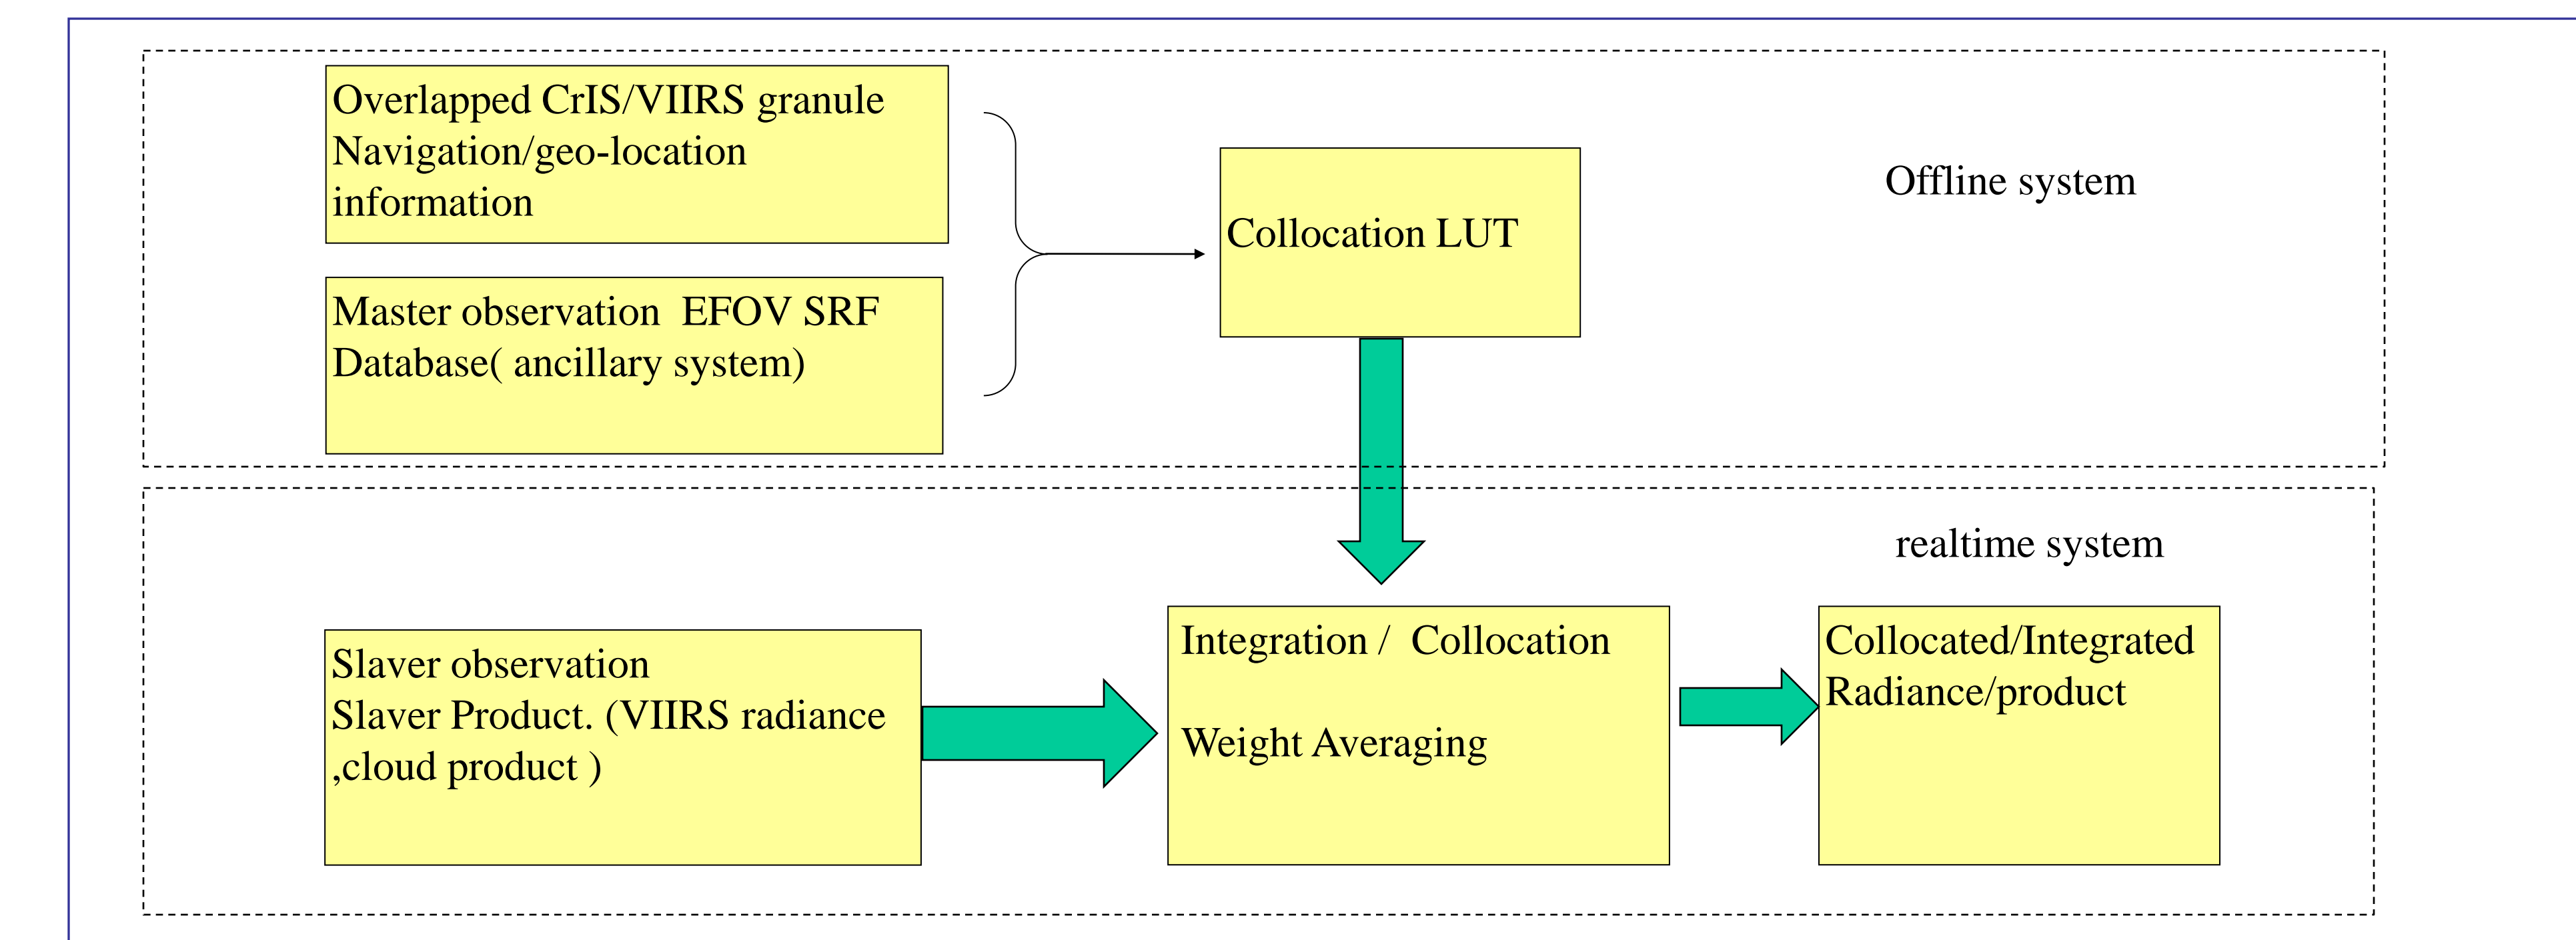 Overlapped CrIS/VIIRS granule
Navigation/geo-location
information
Master observation  EFOV SRF
Database( ancillary system)
Collocation LUT
Offline system
realtime system
Slaver observation
Slaver Product. (VIIRS radiance
,cloud product )
Integration /  Collocation
Weight Averaging
Collocated/Integrated
Radiance/product